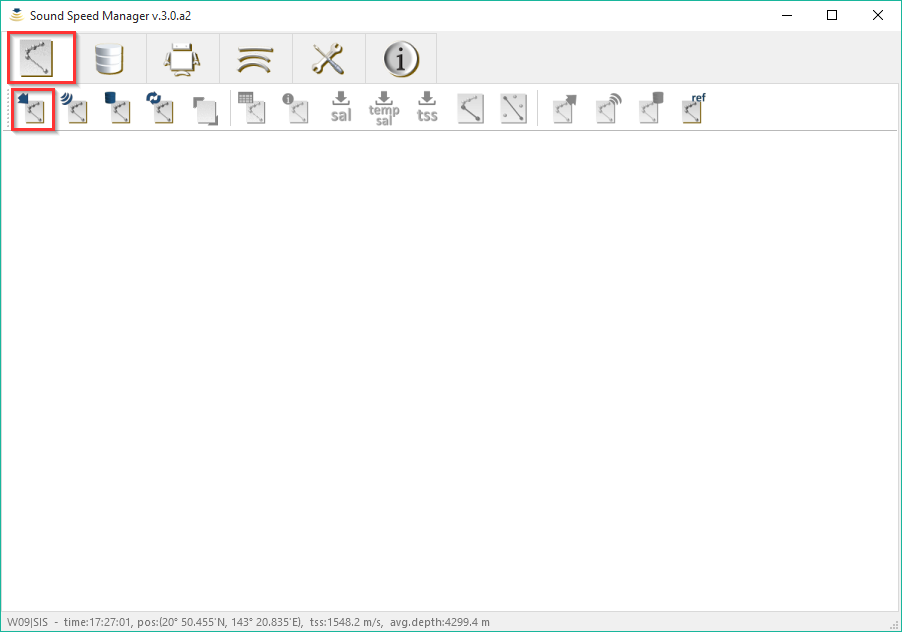 Sound Speed Manager v.3.0.a2
i
ref
i
sal
temp
sal
tss
W09|SIS - time:17:27:01, pos:(20° 50.455'N, 143° 20.835'E), tss:1548.2 m/s, avg.depth:4299.4 m